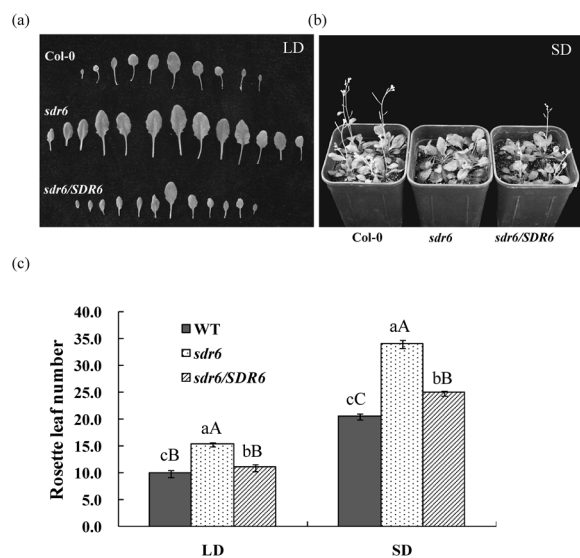 (a)
(b)
LD
SD
Col-0
sdr6
sdr6/SDR6
Col-0
sdr6
sdr6/SDR6
(c)
Rosette leaf number
40.0
35.0
30.0
25.0
20.0
15.0
10.0
5.0
0.0
WT
sdr6
sdr6/SDR6
cB
aA
bB
cC
aA
bB
LD
SD